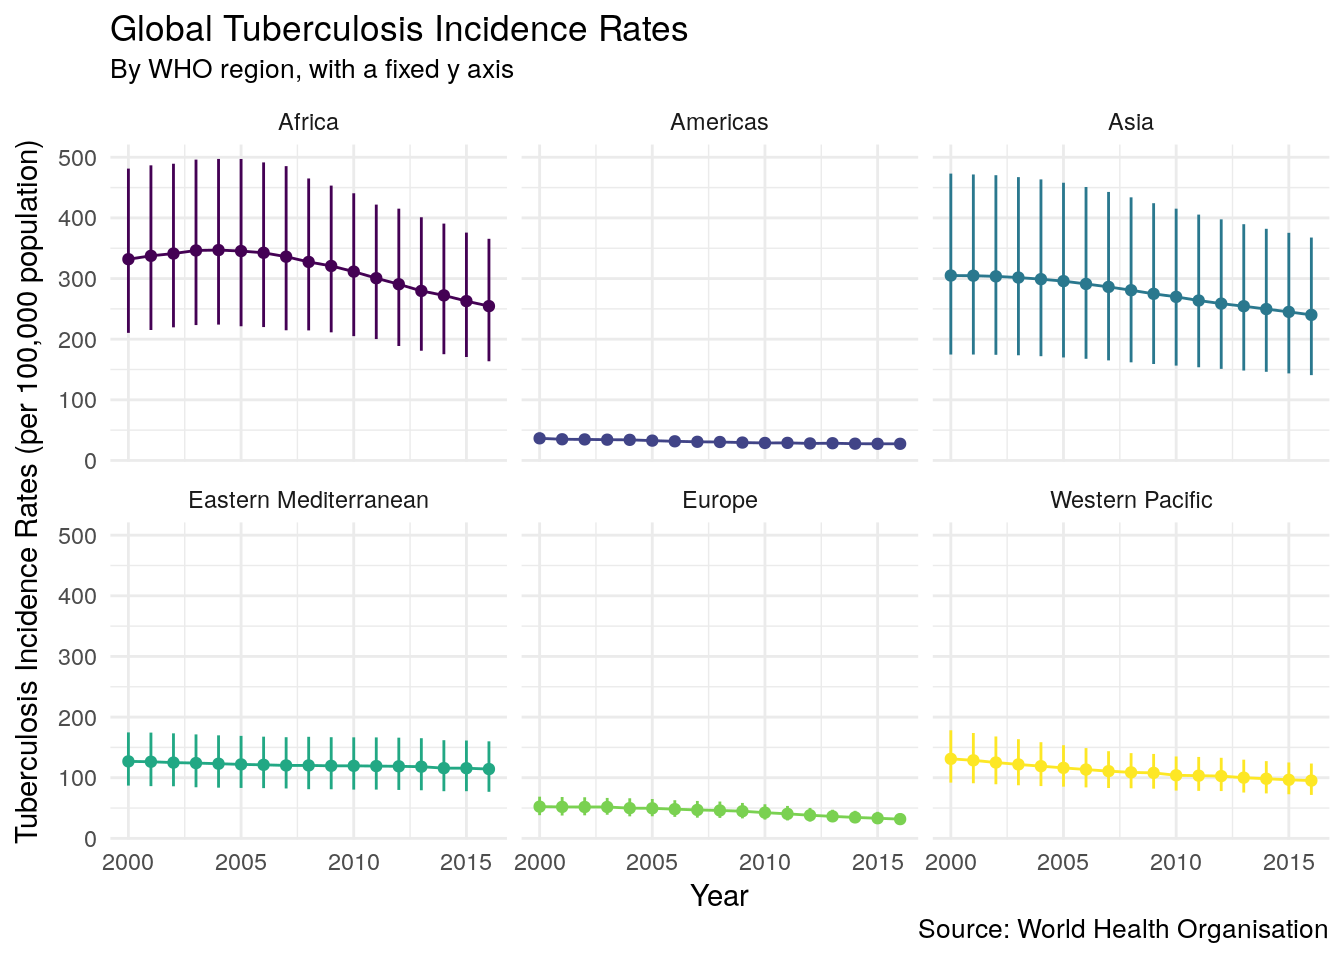 Global Tuberculosis Incidence Rates
By WHO region, with a fixed y axis
Tuberculosis Incidence Rates (per 100,000 population)
Africa
Americas
Asia
500
400
300
200
100
0
Eastern Mediterranean
Europe
Western Pacific
500
400
300
200
100
0
2000 2005 2010 2015
2000 2005 2010 2015
2000 2005 2010 2015
Year
Source: World Health Organisation